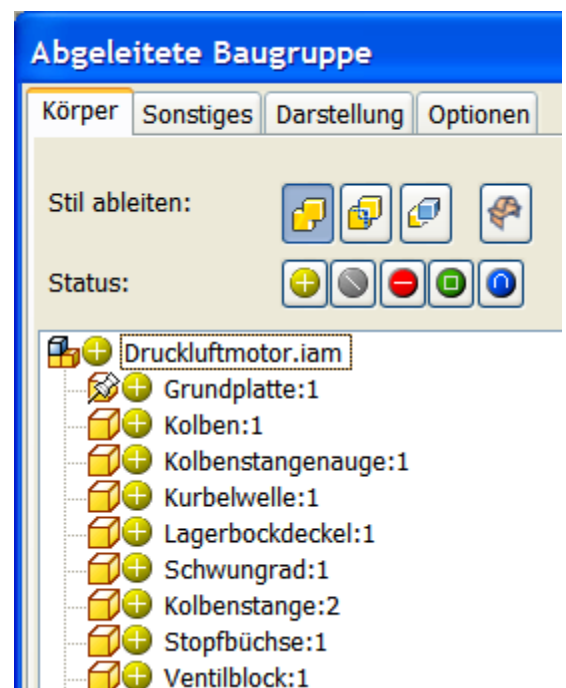 Abgeleitete Baugruppe
Körper Sonstiges Darstellung Optionen
Stil ableiten:
Status:
Druckluftmotor.iam
Grundplatte:1
Kolben:1
Kolbenstangenauge:1
Kurbelwelle:1
Lagerbockdeckel:1
Schwungrad:1
Kolbenstange:2
Stopfbüchse:1
Ventilblock:1